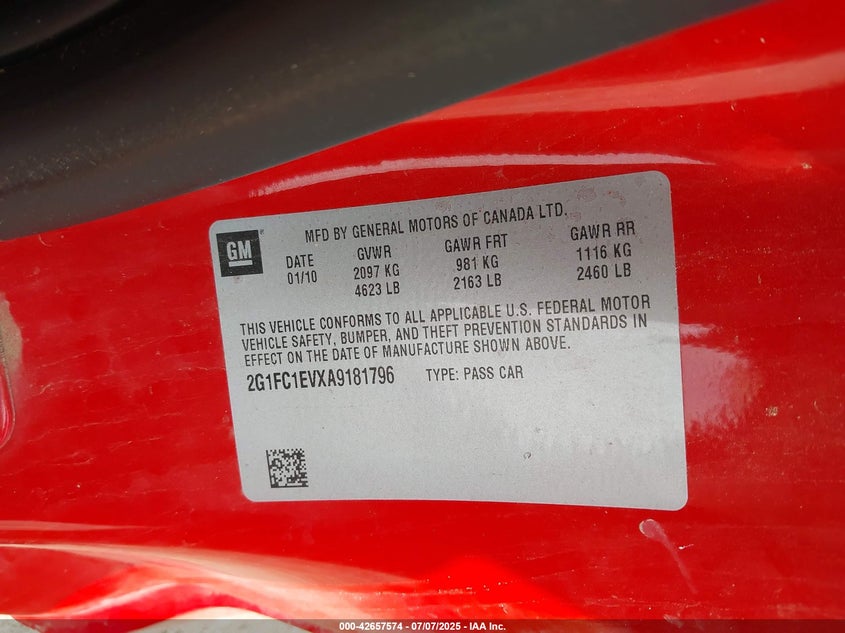 MFD BY GENERAL MOTORS OF CANADA LTD.
GM ®
DATE GVWR GAWR FRT GAWR RR
01/10 2097 KG 981 KG 1116 KG
4623 LB 2163 LB 2460 LB
THIS VEHICLE CONFORMS TO ALL APPLICABLE U.S. FEDERAL MOTOR
VEHICLE SAFETY, BUMPER, AND THEFT PREVENTION STANDARDS IN
EFFECT ON THE DATE OF MANUFACTURE SHOWN ABOVE.
2G1FC1EVXA9181796 TYPE: PASS CAR
000-42657574 - 07/07/2025 - IAA Inc.